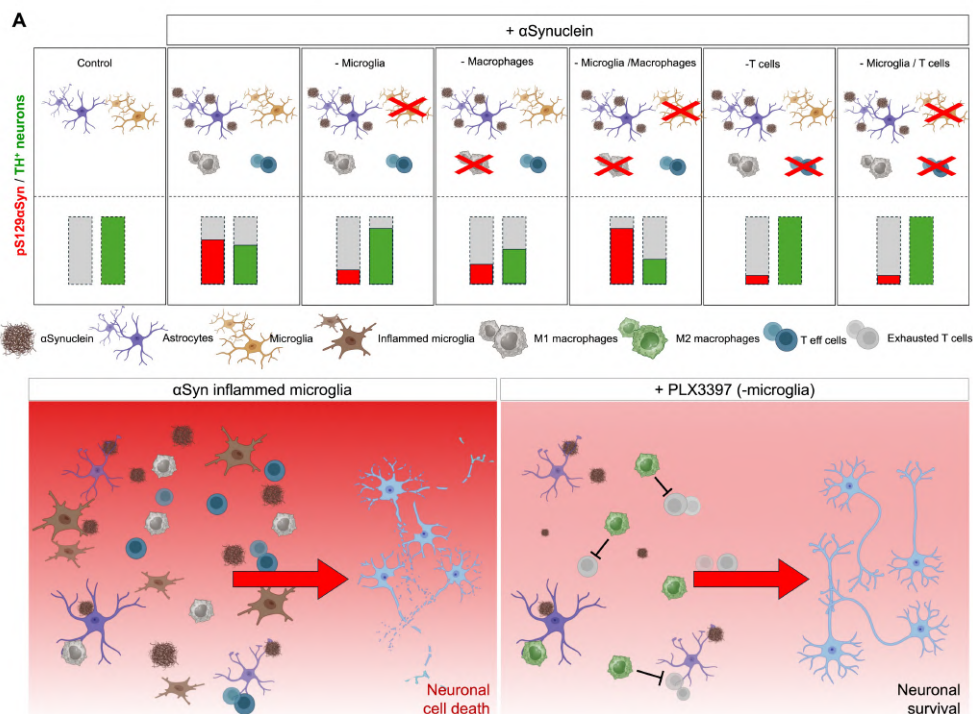 A
+ αSynuclein
Control
- Microglia
- Macrophages
- Microglia /Macrophages
-T cells
- Microglia / T cells
pS129αSyn / TH⁺ neurons
αSynuclein
Astrocytes
Microglia
Inflammed microglia
M1 macrophages
M2 macrophages
T eff cells
Exhausted T cells
αSyn inflammed microglia
+ PLX3397 (-microglia)
Neuronal
cell death
Neuronal
survival